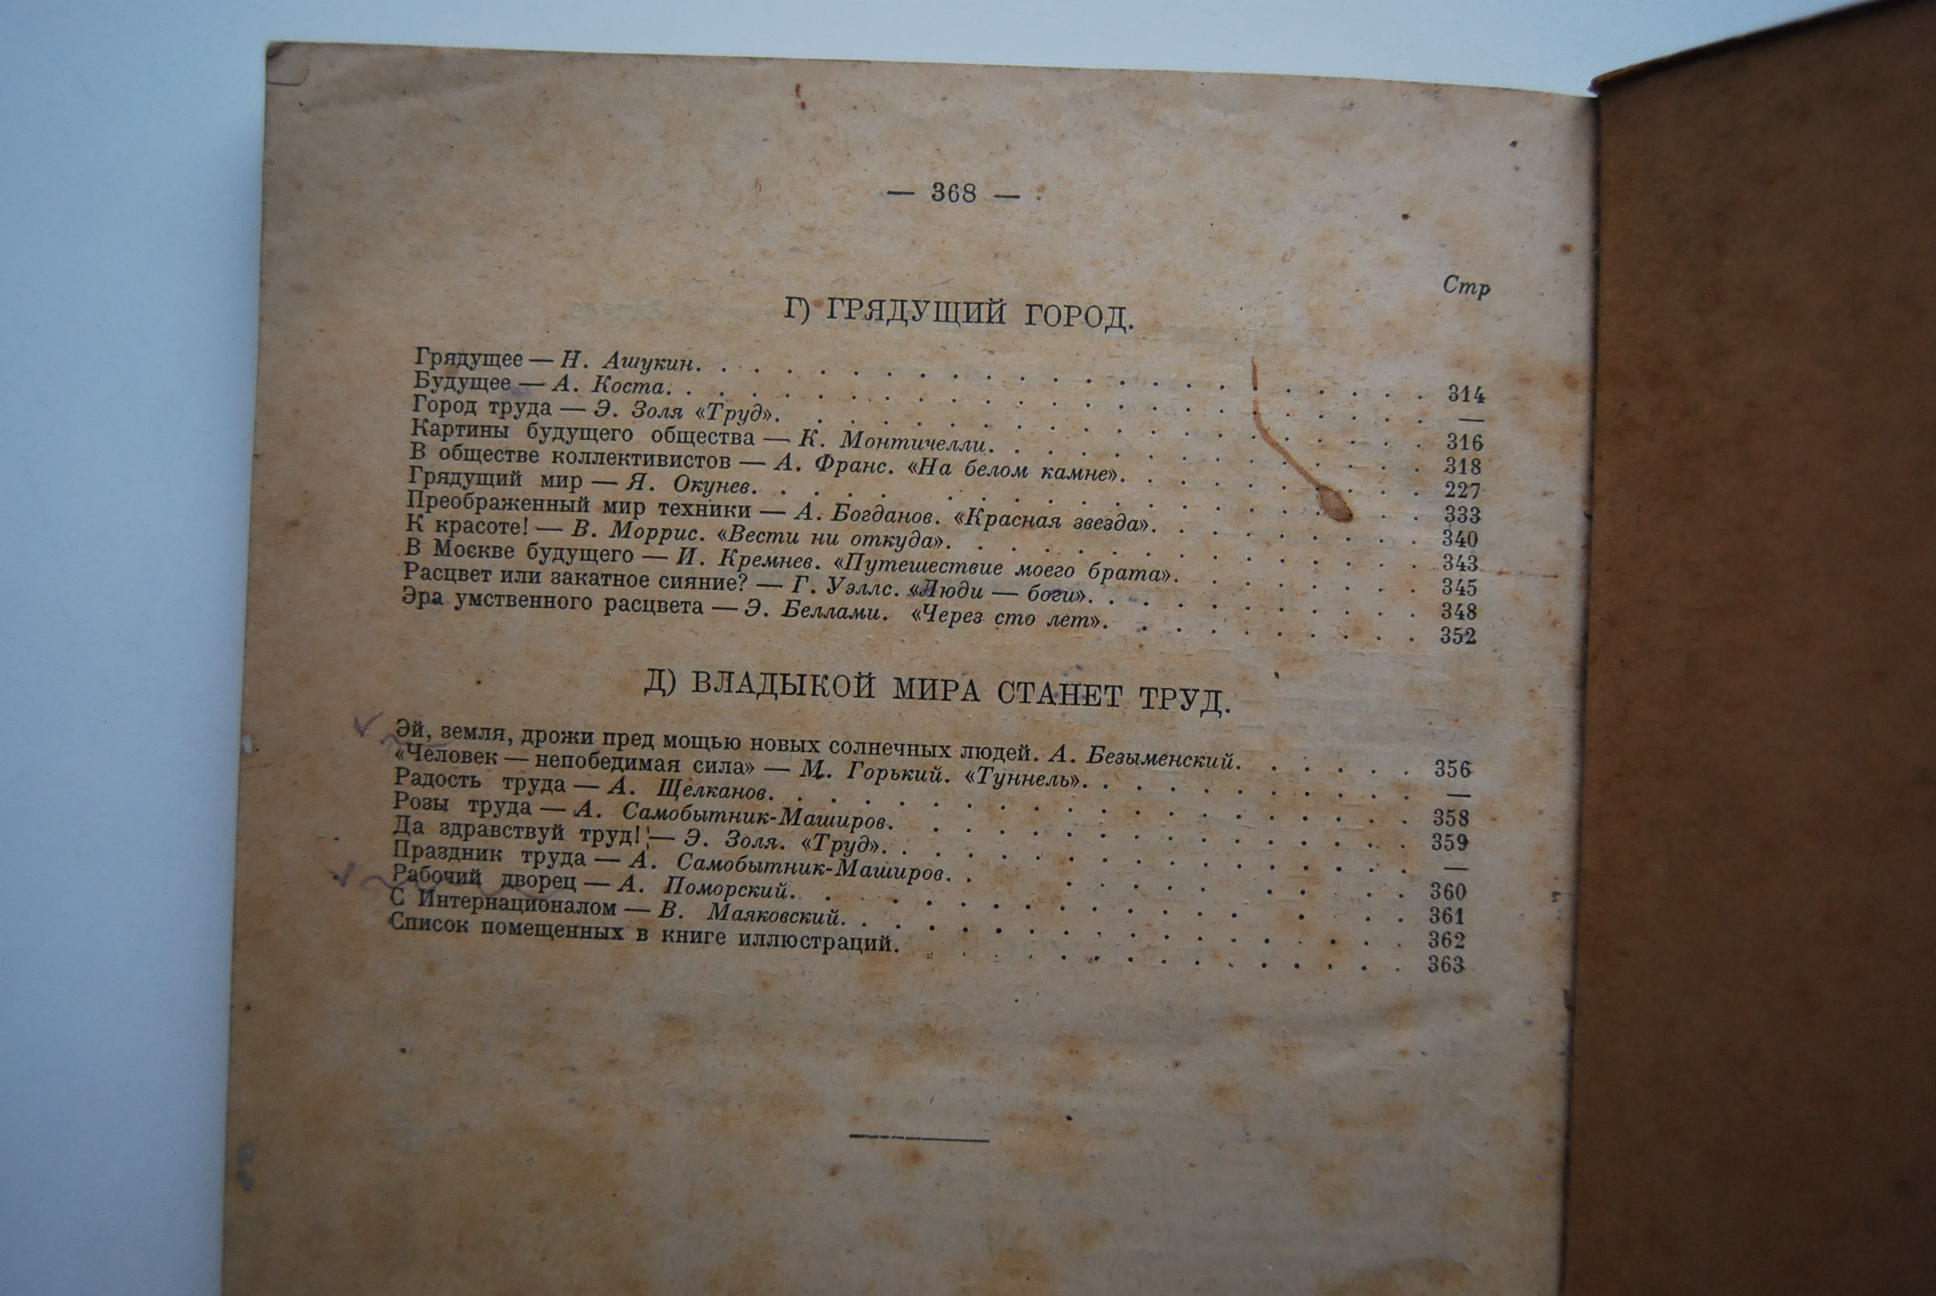 — 368 —
Стр
Г) ГРЯДУЩИЙ ГОРОД.
Грядущее — Н. Ашукин. . . . . . . . . . . . . . . . . . 314
Будущее — А. Коста. . . . . . . . . . . . . . . . . . —
Город труда — Э. Золя «Труд». . . . . . . . . . . . . . . . 316
Картины будущего общества — К. Монтичелли. . . . . . . . . . . 318
В обществе коллективистов — А. Франс. «На белом камне». . . . . . . . 227
Грядущий мир — Я. Окунев. . . . . . . . . . . . . . . . 333
Преображенный мир техники — А. Богданов. «Красная звезда». . . . . . . . 340
К красоте! — В. Моррис. «Вести ни откуда». . . . . . . . . . . . 343
В Москве будущего — И. Кремнев. «Путешествие моего брата». . . . . . . 345
Расцвет или закатное сияние? — Г. Уэллс. «Люди — боги». . . . . . . . . 348
Эра умственного расцвета — Э. Беллами. «Через сто лет». . . . . . . . . 352
Д) ВЛАДЫКОЙ МИРА СТАНЕТ ТРУД.
Эй, земля, дрожи пред мощью новых солнечных людей. А. Безыменский. . . . . . 356
«Человек — непобедимая сила» — М. Горький. «Туннель». . . . . . . . . —
Радость труда — А. Щелканов. . . . . . . . . . . . . . . 358
Розы труда — А. Самобытник-Маширов. . . . . . . . . . . . . 359
Да здравствуй труд! — Э. Золя. «Труд». . . . . . . . . . . . . —
Праздник труда — А. Самобытник-Маширов. . . . . . . . . . 360
Рабочий дворец — А. Поморский. . . . . . . . . . . . . . 361
С Интернационалом — В. Маяковский. . . . . . . . . . . . . 362
Список помещенных в книге иллюстраций. . . . . . . . . . . . 363